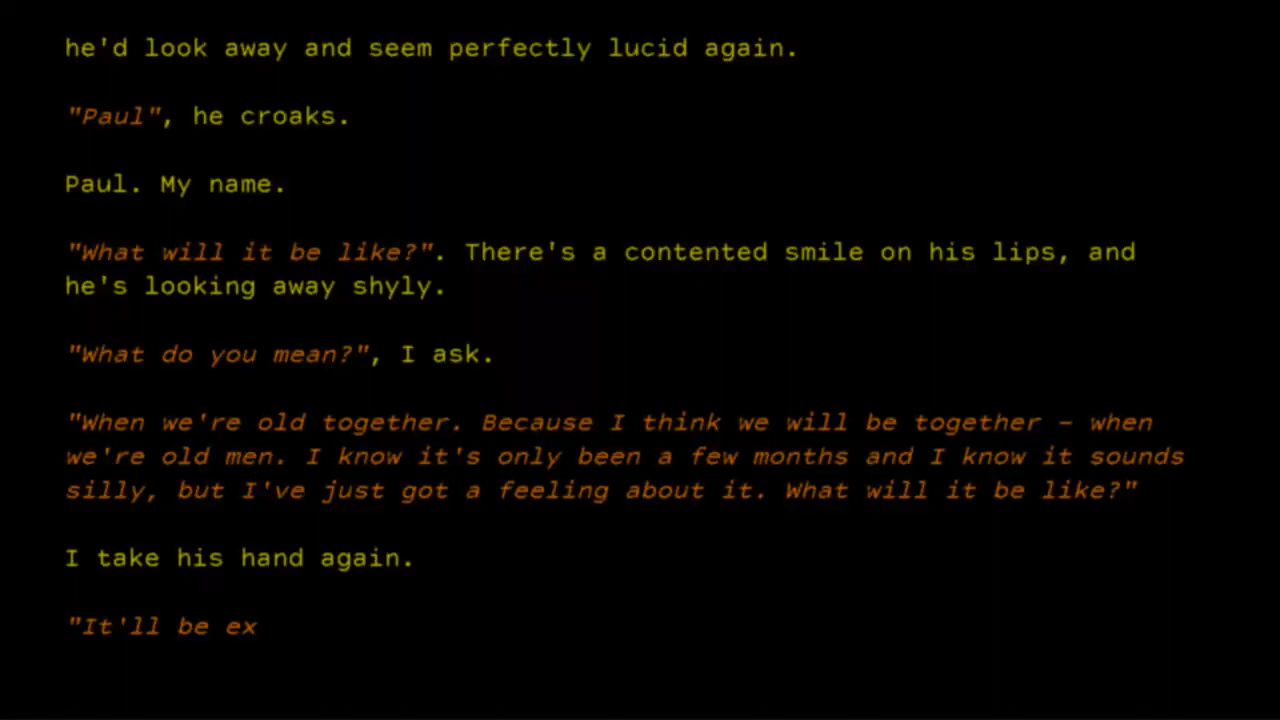 he'd look away and seem perfectly lucid again.
"Paul", he croaks.
Paul. My name.
"What will it be like?". There's a contented smile on his lips, and
he's looking away shyly.
"What do you mean?", I ask.
"When we're old together. Because I think we will be together – when
we're old men. I know it's only been a few months and I know it sounds
silly, but I've just got a feeling about it. What will it be like?"
I take his hand again.
"It'll be ex